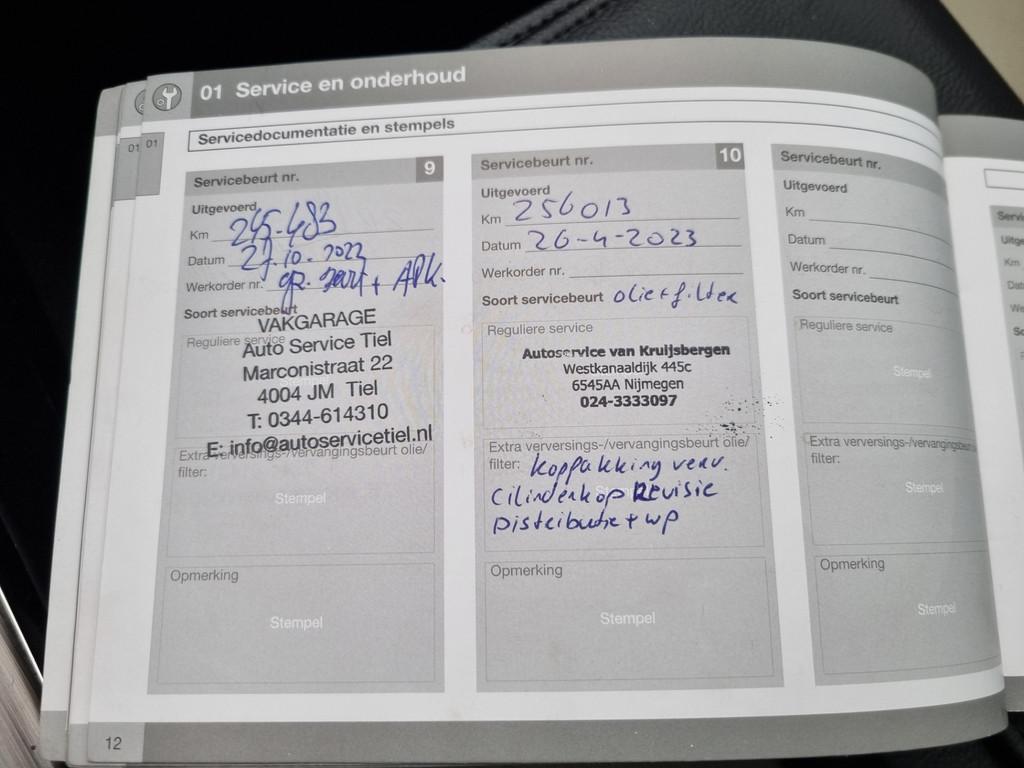 01 Service en onderhoud
01
01
Servicedocumentatie en stempels
Servicebeurt nr. 9
Uitgevoerd
Km 245.483
Datum 27.10.2022
Werkorder nr. gr. beurt + APK.
Soort servicebeurt
Reguliere service
VAKGARAGE
Auto Service Tiel
Marconistraat 22
4004 JM Tiel
T: 0344-614310
E: info@autoservicetiel.nl
Extra verversings-/vervangingsbeurt olie/
filter:
Stempel
Opmerking
Stempel
Servicebeurt nr. 10
Uitgevoerd
Km 256013
Datum 26-4-2023
Werkorder nr.
Soort servicebeurt olie+filter
Reguliere service
Autoservice van Kruijsbergen
Westkanaaldijk 445c
6545AA Nijmegen
024-3333097
Extra verversings-/vervangingsbeurt olie/
filter: koppakking verv.
Cilinderkop Revisie
Distributie + wp
Opmerking
Stempel
Servicebeurt nr.
Uitgevoerd
Km
Datum
Werkorder nr.
Soort servicebeurt
Reguliere service
Stempel
Extra verversings-/vervangingsbeurt
filter:
Stempel
Opmerking
Stempel
12